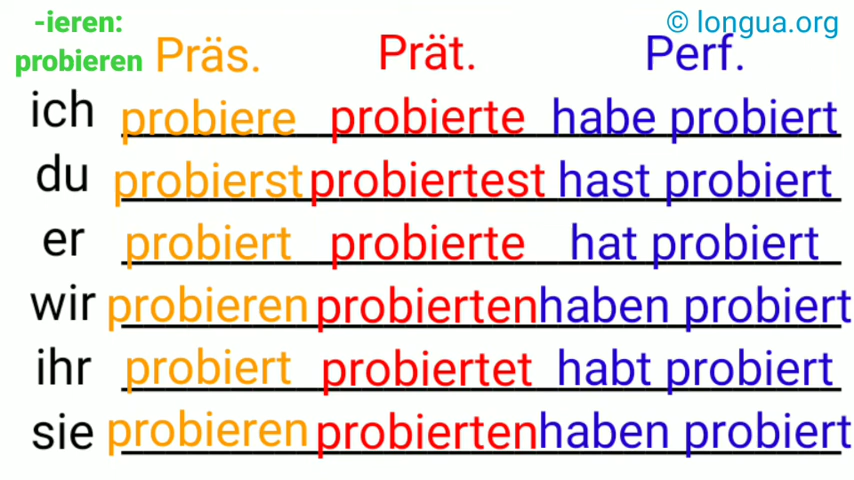 -ieren: © longua.org
probieren Präs. Prät. Perf.
ich probiere probierte habe probiert
du probierst probiertest hast probiert
er probiert probierte hat probiert
wir probieren probierten haben probiert
ihr probiert probiertet habt probiert
sie probieren probierten haben probiert